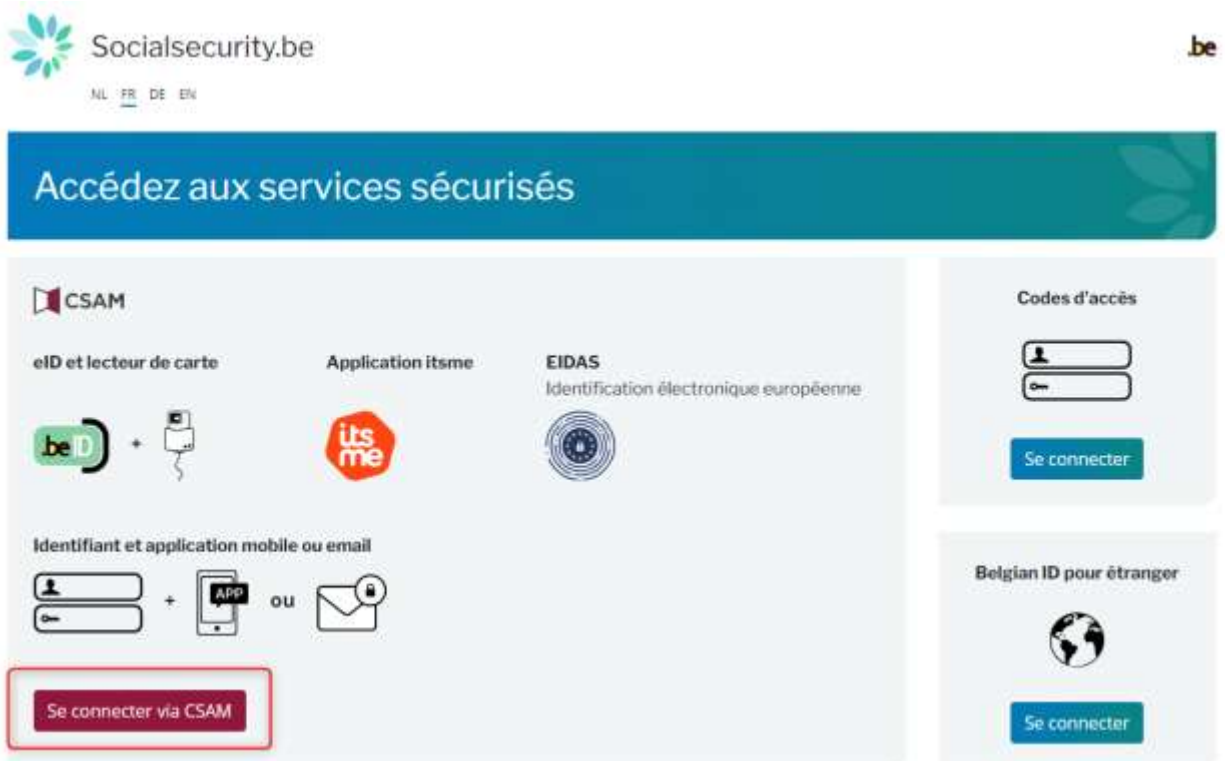 Socialsecurity.be
.be
NL FR DE EN
Accédez aux services sécurisés
CSAM
eID et lecteur de carte
Application itsme
EIDAS
Identification électronique européenne
.beID
+
its
me
Identifiant et application mobile ou email
+
APP
ou
Se connecter via CSAM
Codes d'accès
Se connecter
Belgian ID pour étranger
Se connecter